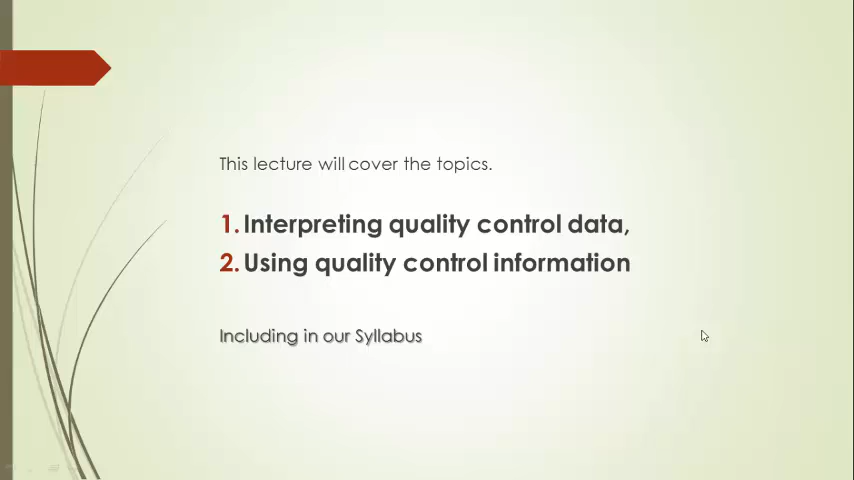 This lecture will cover the topics.
1. Interpreting quality control data,
2. Using quality control information
Including in our Syllabus